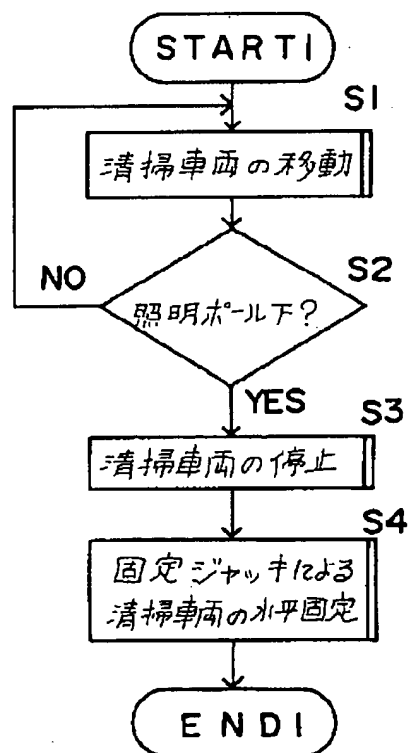 START1
S1
清掃車両の移動
S2
NO
照明ポール下?
YES
S3
清掃車両の停止
S4
固定ジャッキによる
清掃車両の水平固定
END1